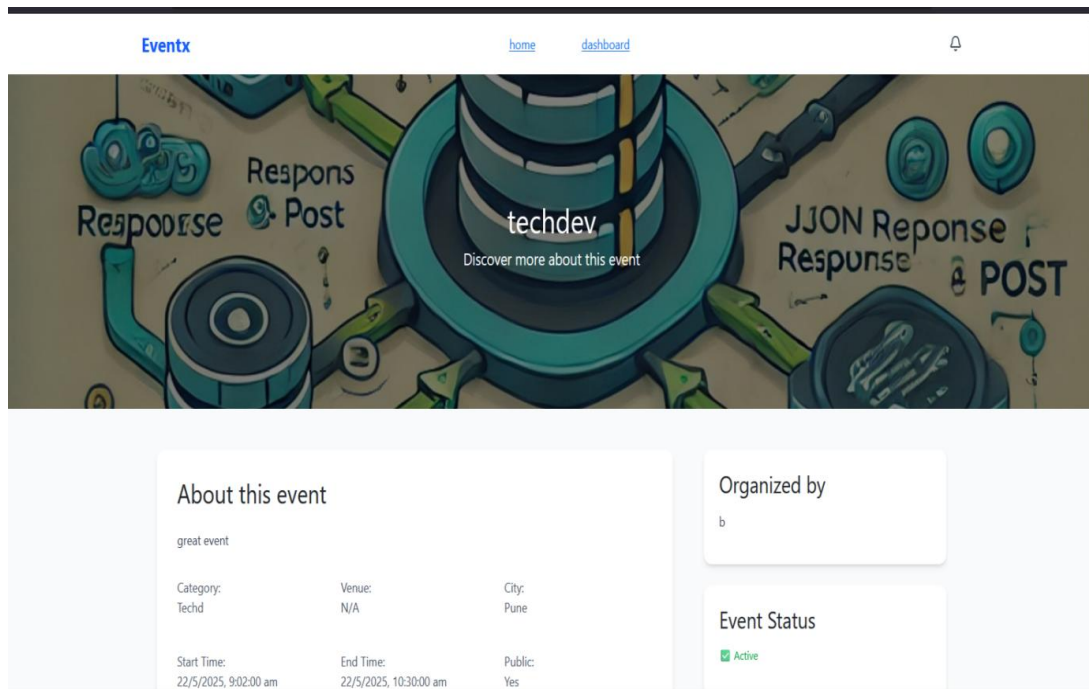 Eventx
home dashboard
Respons
Post
Reponse
JJON Reponse
Response
POST
techdev
Discover more about this event
About this event
great event
Category: Venue: City:
Techd N/A Pune
Start Time: End Time: Public:
22/5/2025, 9:02:00 am 22/5/2025, 10:30:00 am Yes
Organized by
b
Event Status
✅ Active